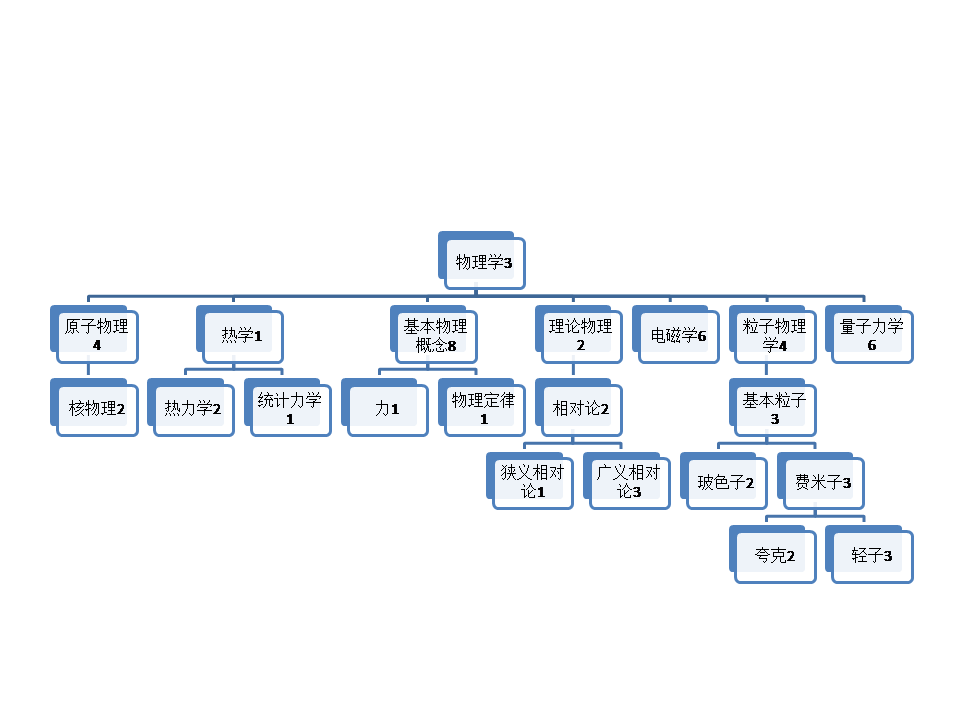 物理学3
原子物理
4
热学1
基本物理
概念8
理论物理
2
电磁学6
粒子物理
学4
量子力学
6
核物理2
热力学2
统计力学
1
力1
物理定律
1
相对论2
基本粒子
3
狭义相对
论1
广义相对
论3
玻色子2
费米子3
夸克2
轻子3